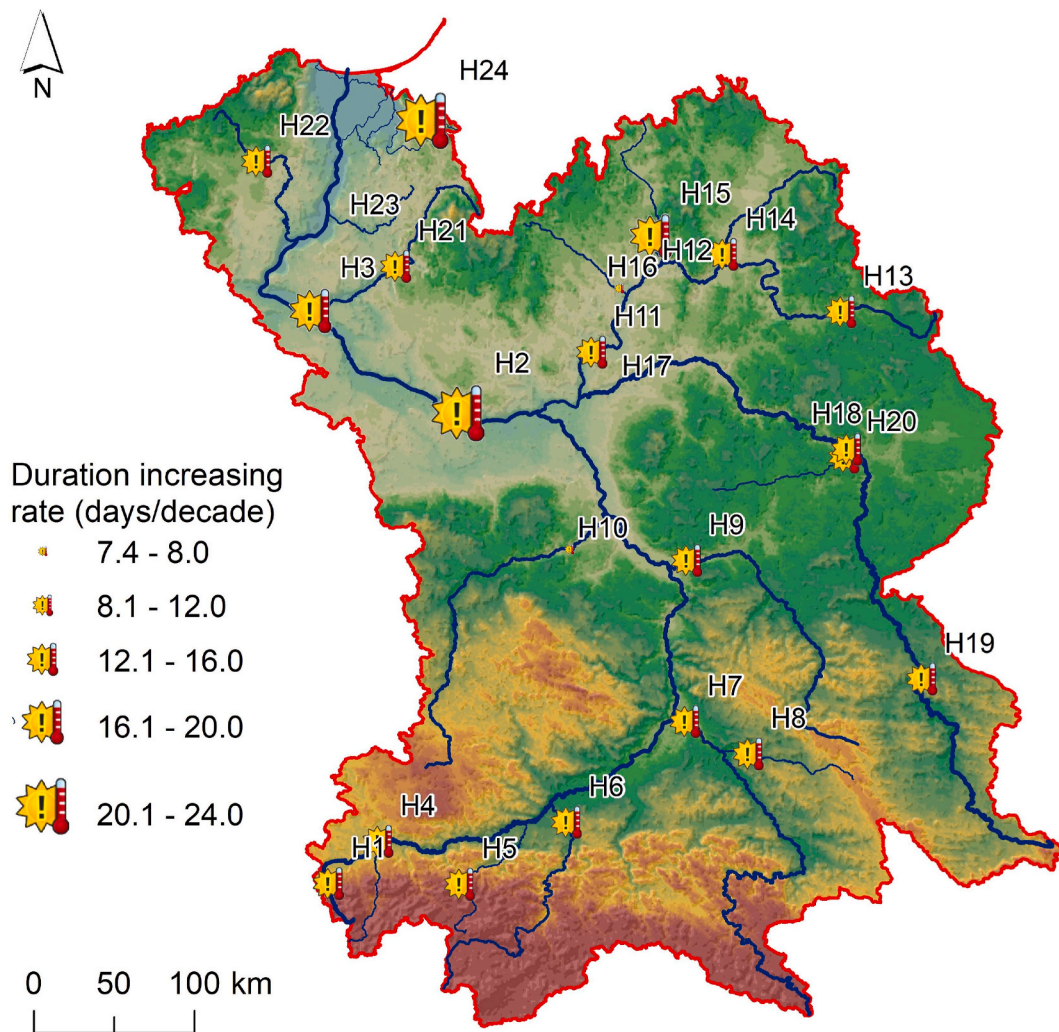 N
H24
H22
H15
H23
H14
H21
H12
H3
H16
H13
H11
H2
H17
H18
H20
Duration increasing
rate (days/decade)
7.4 - 8.0
8.1 - 12.0
12.1 - 16.0
16.1 - 20.0
20.1 - 24.0
H10
H9
H19
H7
H8
H6
H4
H1
H5
0 50 100 km